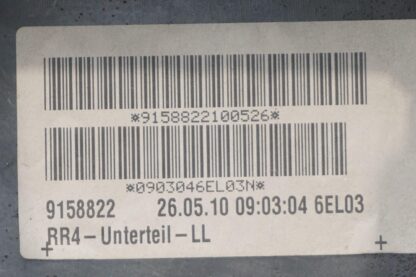 *9158822100526*
*0903046EL03N*
9158822 26.05.10 09:03:04 6EL03
RR4-Unterteil-LL